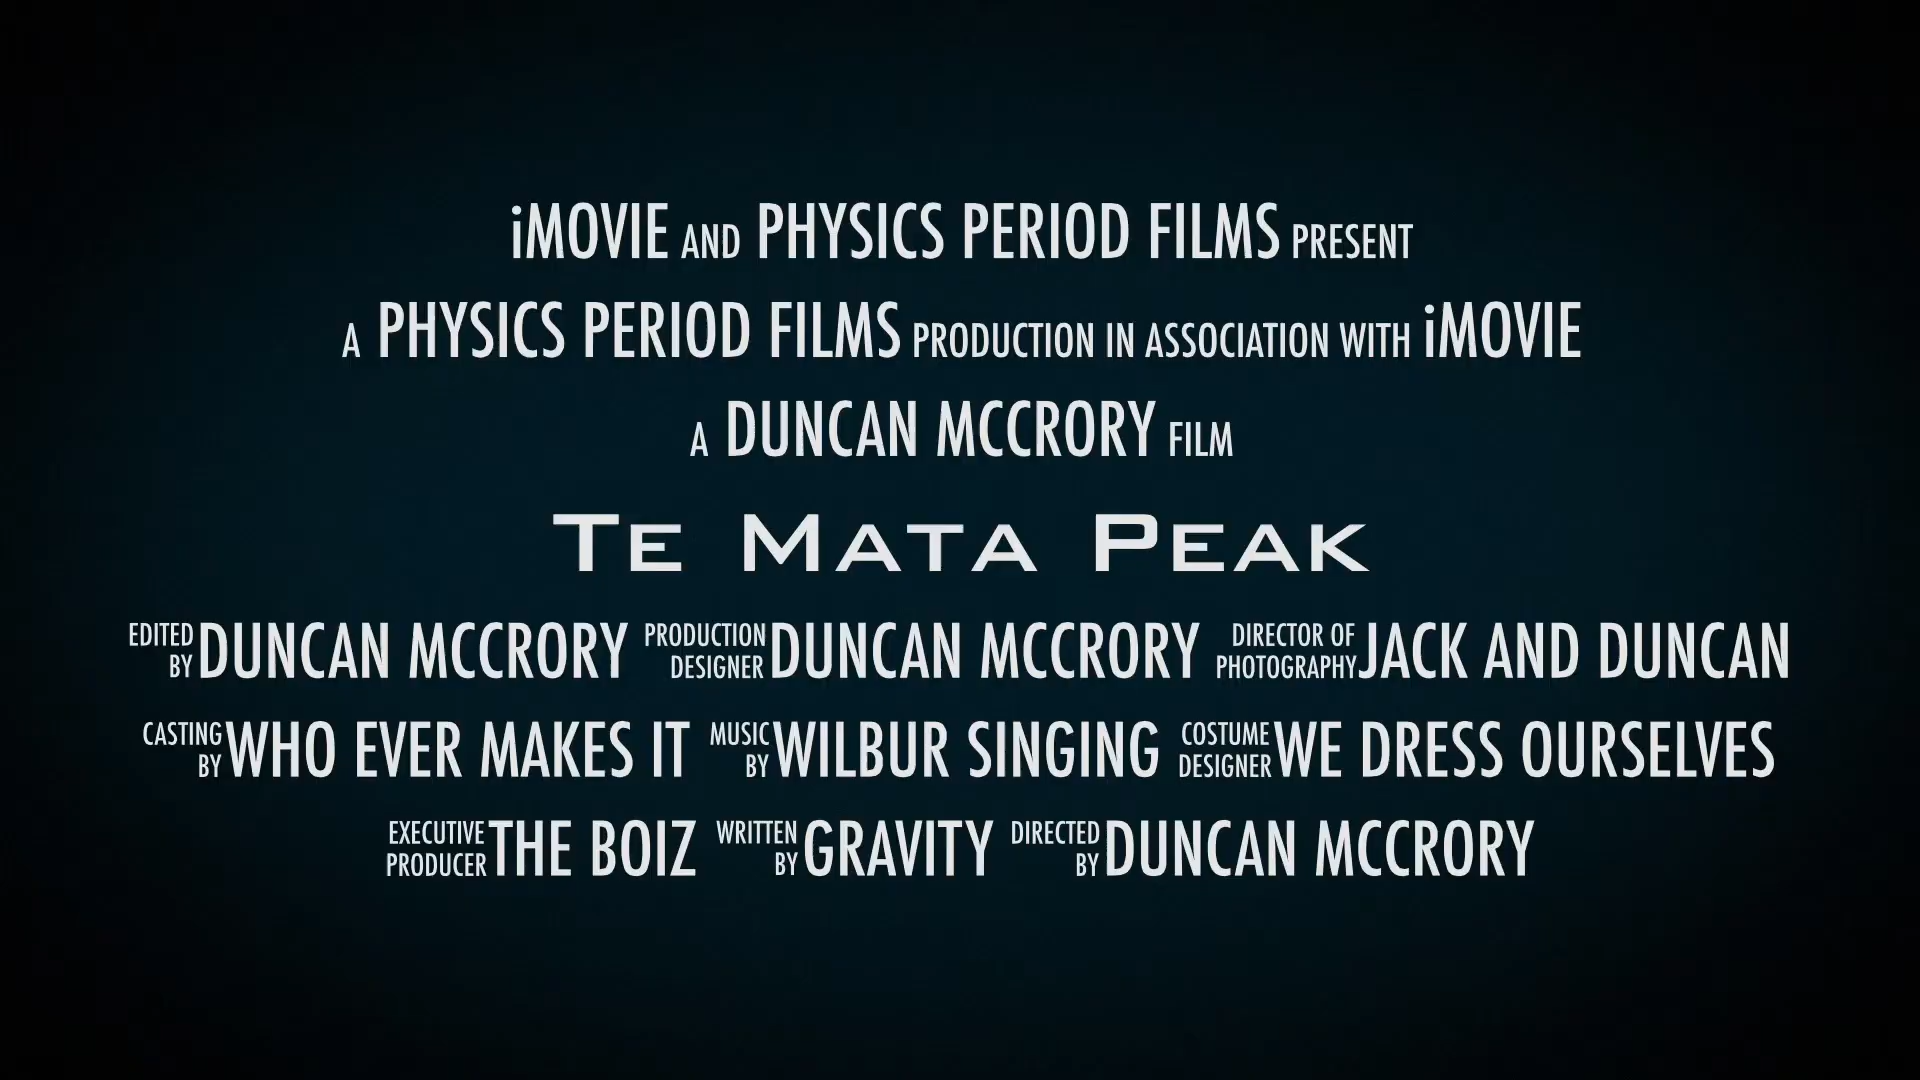 iMOVIE AND PHYSICS PERIOD FILMS PRESENT
A PHYSICS PERIOD FILMS PRODUCTION IN ASSOCIATION WITH iMOVIE
A DUNCAN MCCRORY FILM
TE MATA PEAK
EDITED BY DUNCAN MCCRORY PRODUCTION DESIGNER DUNCAN MCCRORY DIRECTOR OF PHOTOGRAPHY JACK AND DUNCAN
CASTING BY WHO EVER MAKES IT MUSIC BY WILBUR SINGING COSTUME DESIGNER WE DRESS OURSELVES
EXECUTIVE PRODUCER THE BOIZ WRITTEN BY GRAVITY DIRECTED BY DUNCAN MCCRORY